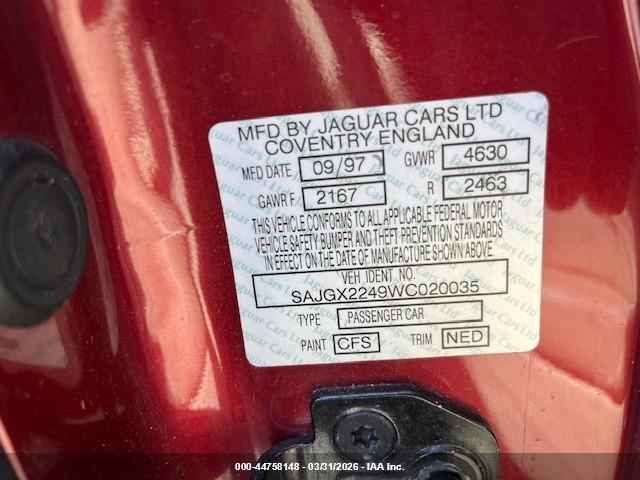 MFD BY JAGUAR CARS LTD
COVENTRY ENGLAND
MFD DATE 09/97 GVWR 4630
GAWR F 2167 R 2463
THIS VEHICLE CONFORMS TO ALL APPLICABLE FEDERAL MOTOR
VEHICLE SAFETY BUMPER AND THEFT PREVENTION STANDARDS
IN EFFECT ON THE DATE OF MANUFACTURE SHOWN ABOVE
VEH IDENT. NO.
SAJGX2249WC020035
TYPE PASSENGER CAR
PAINT CFS TRIM NED
000-44758148 - 03/31/2026 - IAA Inc.